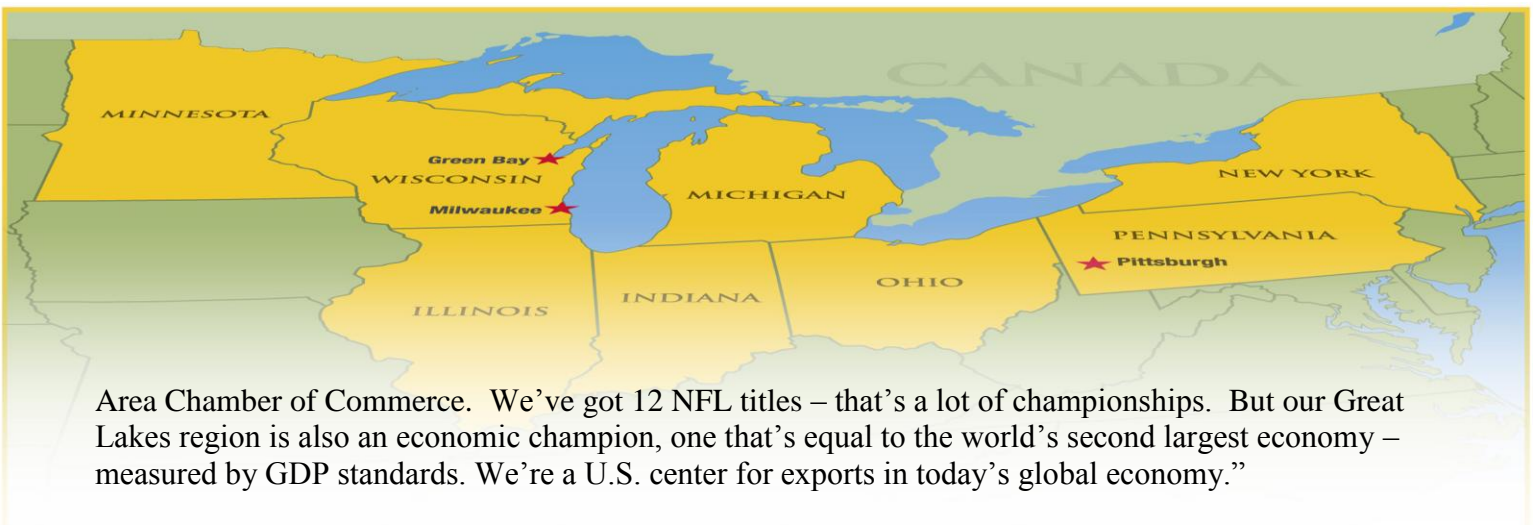 CANADA
MINNESOTA
Green Bay
WISCONSIN
Milwaukee
MICHIGAN
NEW YORK
PENNSYLVANIA
Pittsburgh
OHIO
INDIANA
ILLINOIS
Area Chamber of Commerce.  We’ve got 12 NFL titles – that’s a lot of championships.  But our Great
Lakes region is also an economic champion, one that’s equal to the world’s second largest economy –
measured by GDP standards. We’re a U.S. center for exports in today’s global economy.”